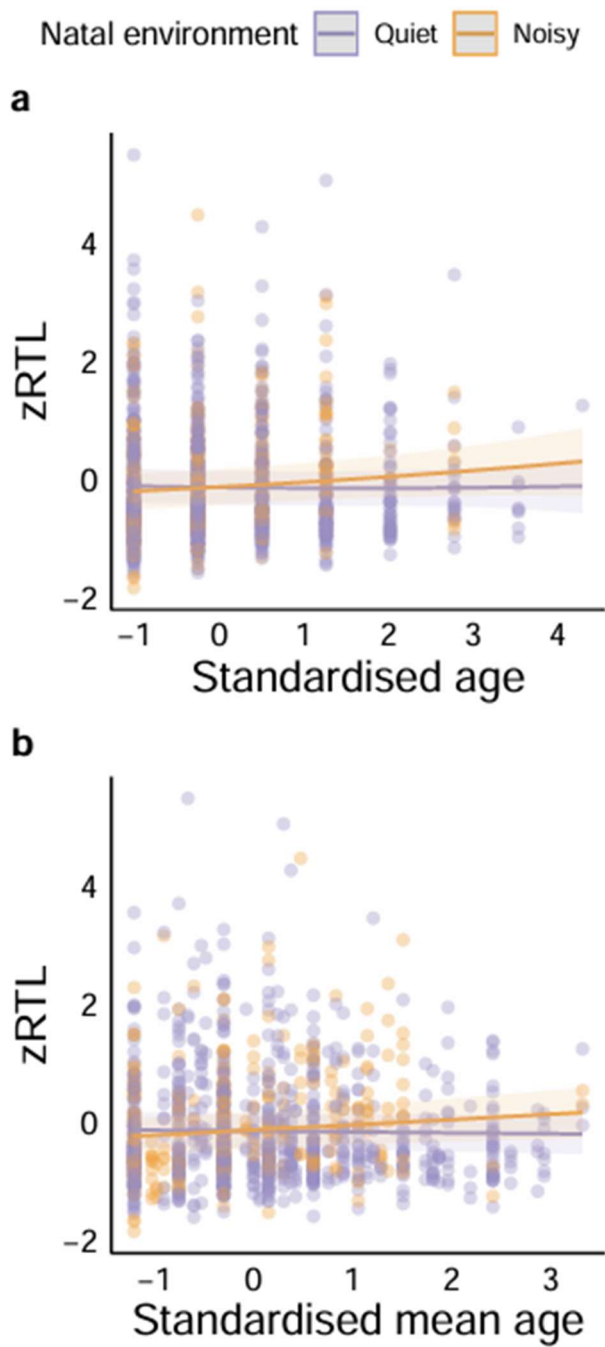 Natal environment Quiet Noisy
a
zRTL
4
2
0
−2
−1 0 1 2 3 4
Standardised age
b
zRTL
4
2
0
−2
−1 0 1 2 3
Standardised mean age